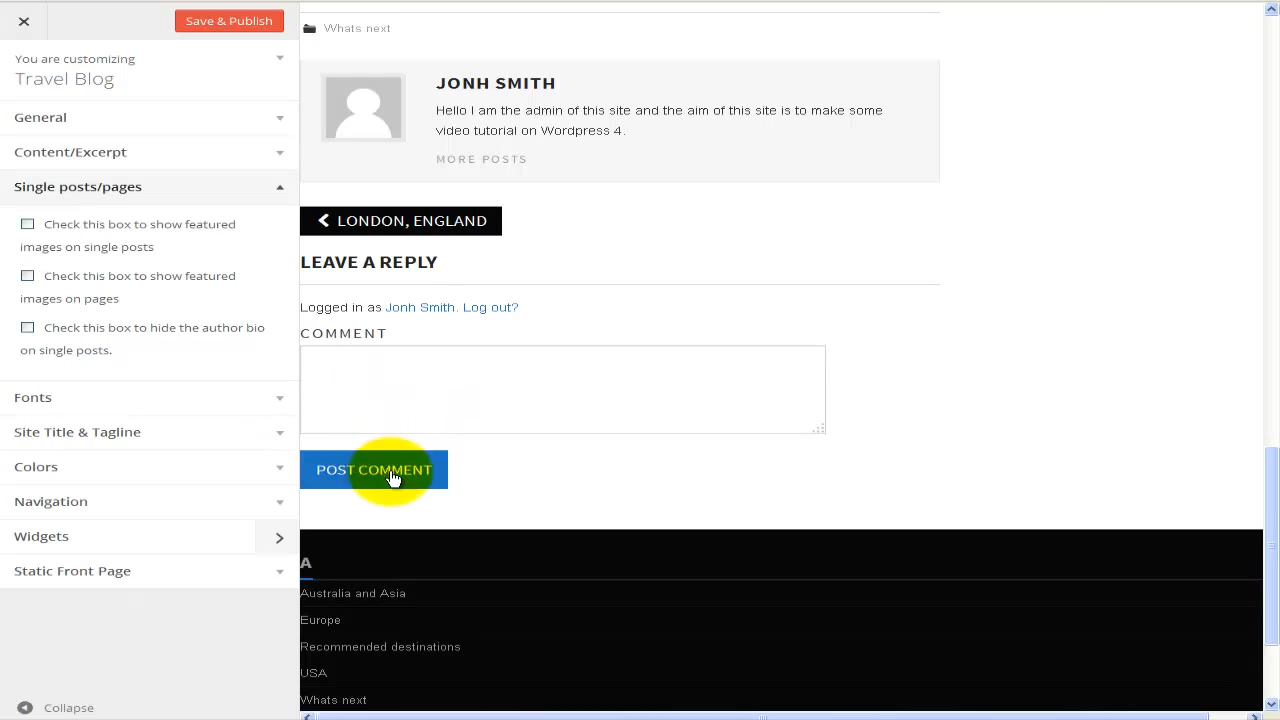 Save & Publish
You are customizing
Travel Blog
General
Content/Excerpt
Single posts/pages
Check this box to show featured
images on single posts
Check this box to show featured
images on pages
Check this box to hide the author bio
on single posts.
Fonts
Site Title & Tagline
Colors
Navigation
Widgets
Static Front Page
Collapse
Whats next
JONH SMITH
Hello I am the admin of this site and the aim of this site is to make some
video tutorial on Wordpress 4.
MORE POSTS
LONDON, ENGLAND
LEAVE A REPLY
Logged in as Jonh Smith. Log out?
COMMENT
POST COMMENT
A
Australia and Asia
Europe
Recommended destinations
USA
Whats next